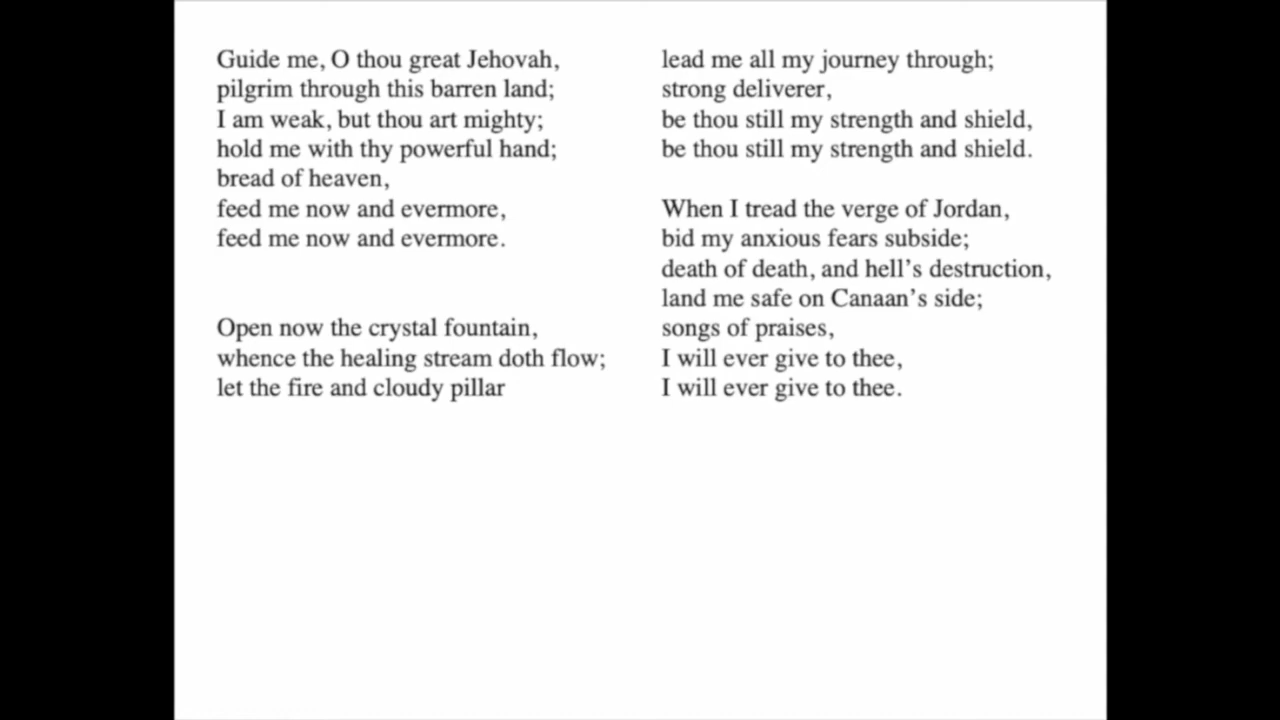 Guide me, O thou great Jehovah,
pilgrim through this barren land;
I am weak, but thou art mighty;
hold me with thy powerful hand;
bread of heaven,
feed me now and evermore,
feed me now and evermore.
Open now the crystal fountain,
whence the healing stream doth flow;
let the fire and cloudy pillar
lead me all my journey through;
strong deliverer,
be thou still my strength and shield,
be thou still my strength and shield.
When I tread the verge of Jordan,
bid my anxious fears subside;
death of death, and hell’s destruction,
land me safe on Canaan’s side;
songs of praises,
I will ever give to thee,
I will ever give to thee.